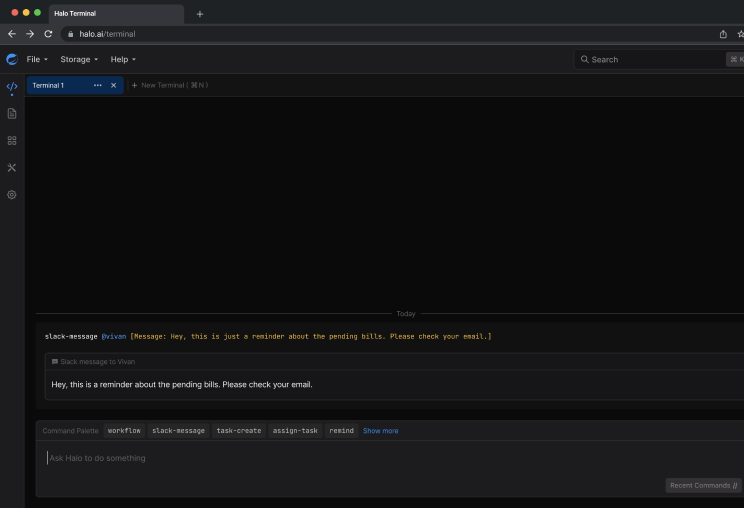 Halo Terminal
halo.ai/terminal
File Storage Help Search ⌘ K
Terminal 1 ••• × + New Terminal ( ⌘ N )
Today
slack-message @vivan [Message: Hey, this is just a reminder about the pending bills. Please check your email.]
Slack message to Vivan
Hey, this is a reminder about the pending bills. Please check your email.
Command Palette workflow slack-message task-create assign-task remind Show more
Ask Halo to do something
Recent Commands //